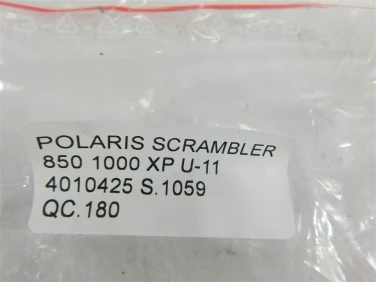 POLARIS SCRAMBLER
850 1000 XP U-11
4010425 S.1059
QC.180